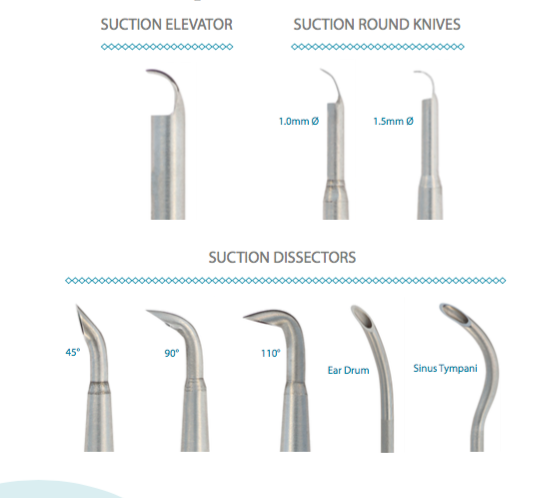 SUCTION ELEVATOR
SUCTION ROUND KNIVES
1.0mm Ø
1.5mm Ø
SUCTION DISSECTORS
45°
90°
110°
Ear Drum
Sinus Tympani